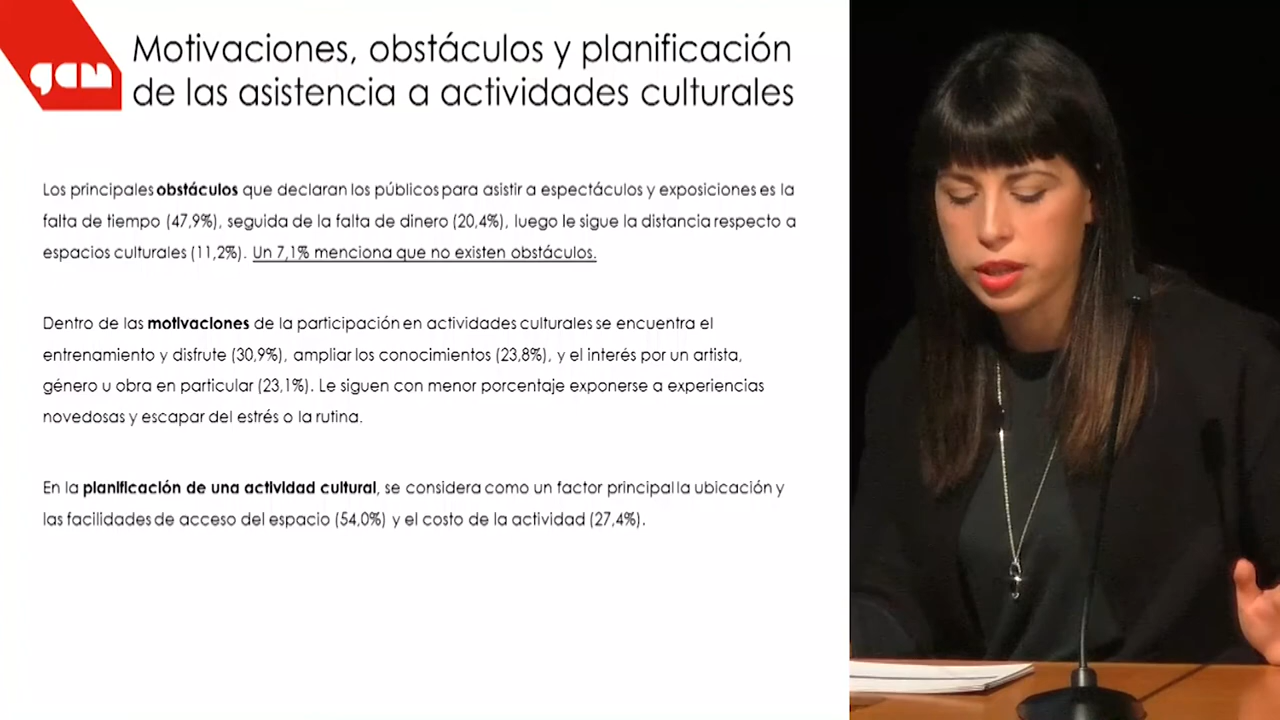 gam
Motivaciones, obstáculos y planificación
de las asistencia a actividades culturales
Los principales obstáculos que declaran los públicos para asistir a espectáculos y exposiciones es la
falta de tiempo (47,9%), seguida de la falta de dinero (20,4%), luego le sigue la distancia respecto a
espacios culturales (11,2%). Un 7,1% menciona que no existen obstáculos.
Dentro de las motivaciones de la participación en actividades culturales se encuentra el
entrenamiento y disfrute (30,9%), ampliar los conocimientos (23,8%), y el interés por un artista,
género u obra en particular (23,1%). Le siguen con menor porcentaje exponerse a experiencias
novedosas y escapar del estrés o la rutina.
En la planificación de una actividad cultural, se considera como un factor principal la ubicación y
las facilidades de acceso del espacio (54,0%) y el costo de la actividad (27,4%).